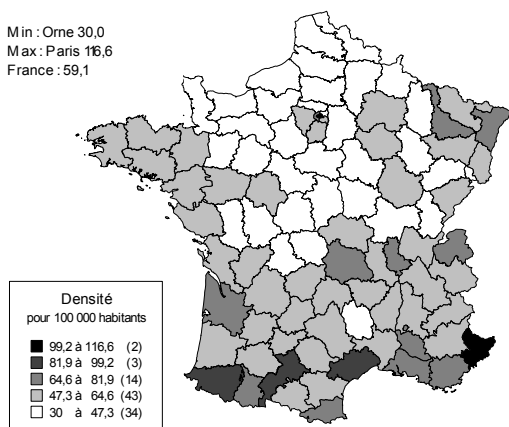 Min : Orne 30,0
Max : Paris 116,6
France : 59,1
Densité
pour 100 000 habitants
99,2 à 116,6 (2)
81,9 à 99,2 (3)
64,6 à 81,9 (14)
47,3 à 64,6 (43)
30 à 47,3 (34)